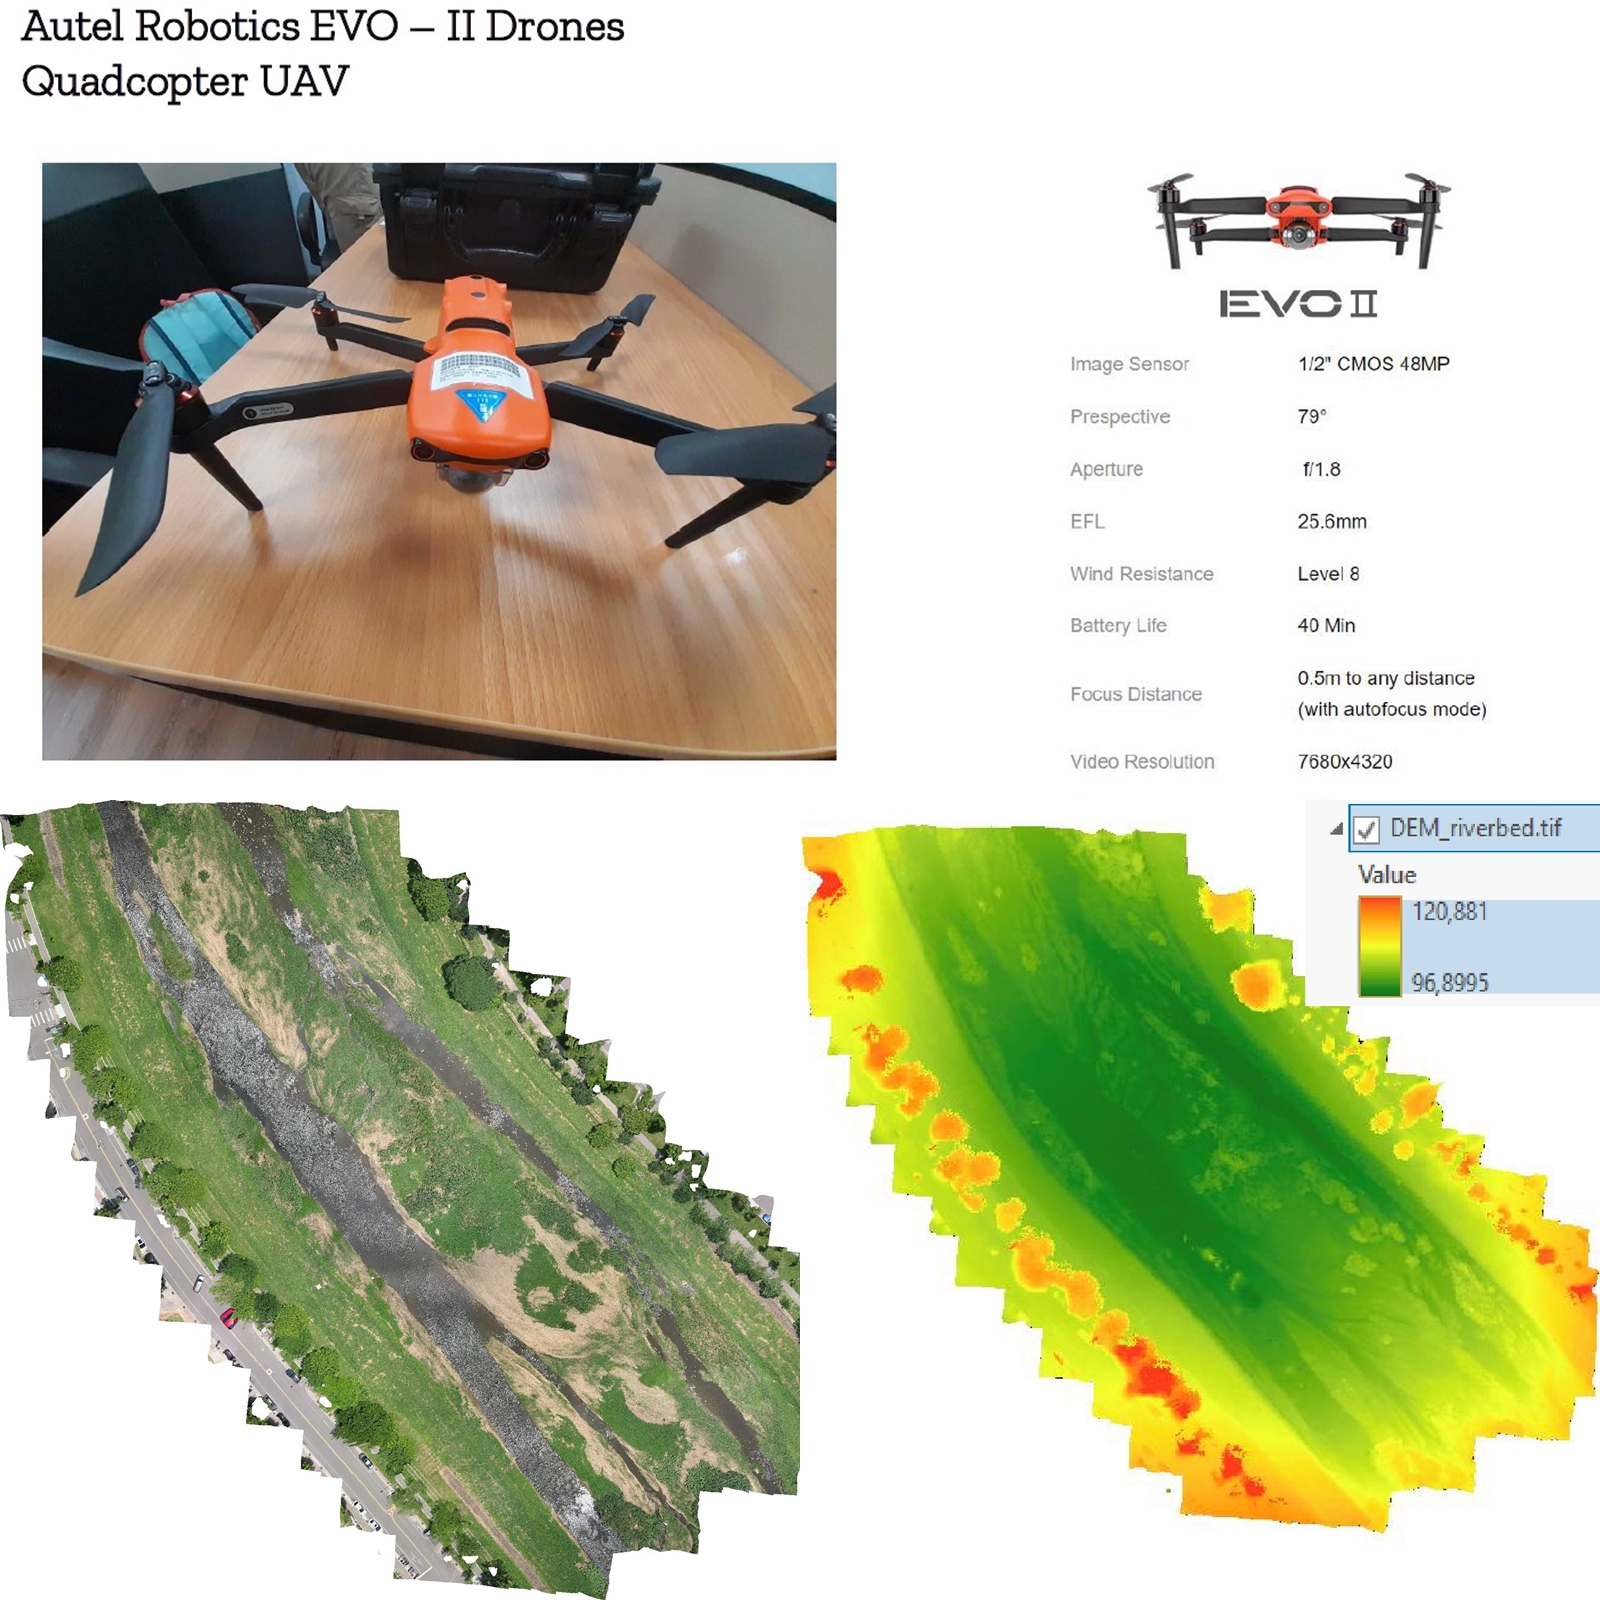 Autel Robotics EVO – II Drones
Quadcopter UAV
EVO II
Image Sensor 1/2" CMOS 48MP
Prespective 79°
Aperture f/1.8
EFL 25.6mm
Wind Resistance Level 8
Battery Life 40 Min
Focus Distance 0.5m to any distance
(with autofocus mode)
Video Resolution 7680x4320
DEM_riverbed.tif
Value
120,881
96,8995